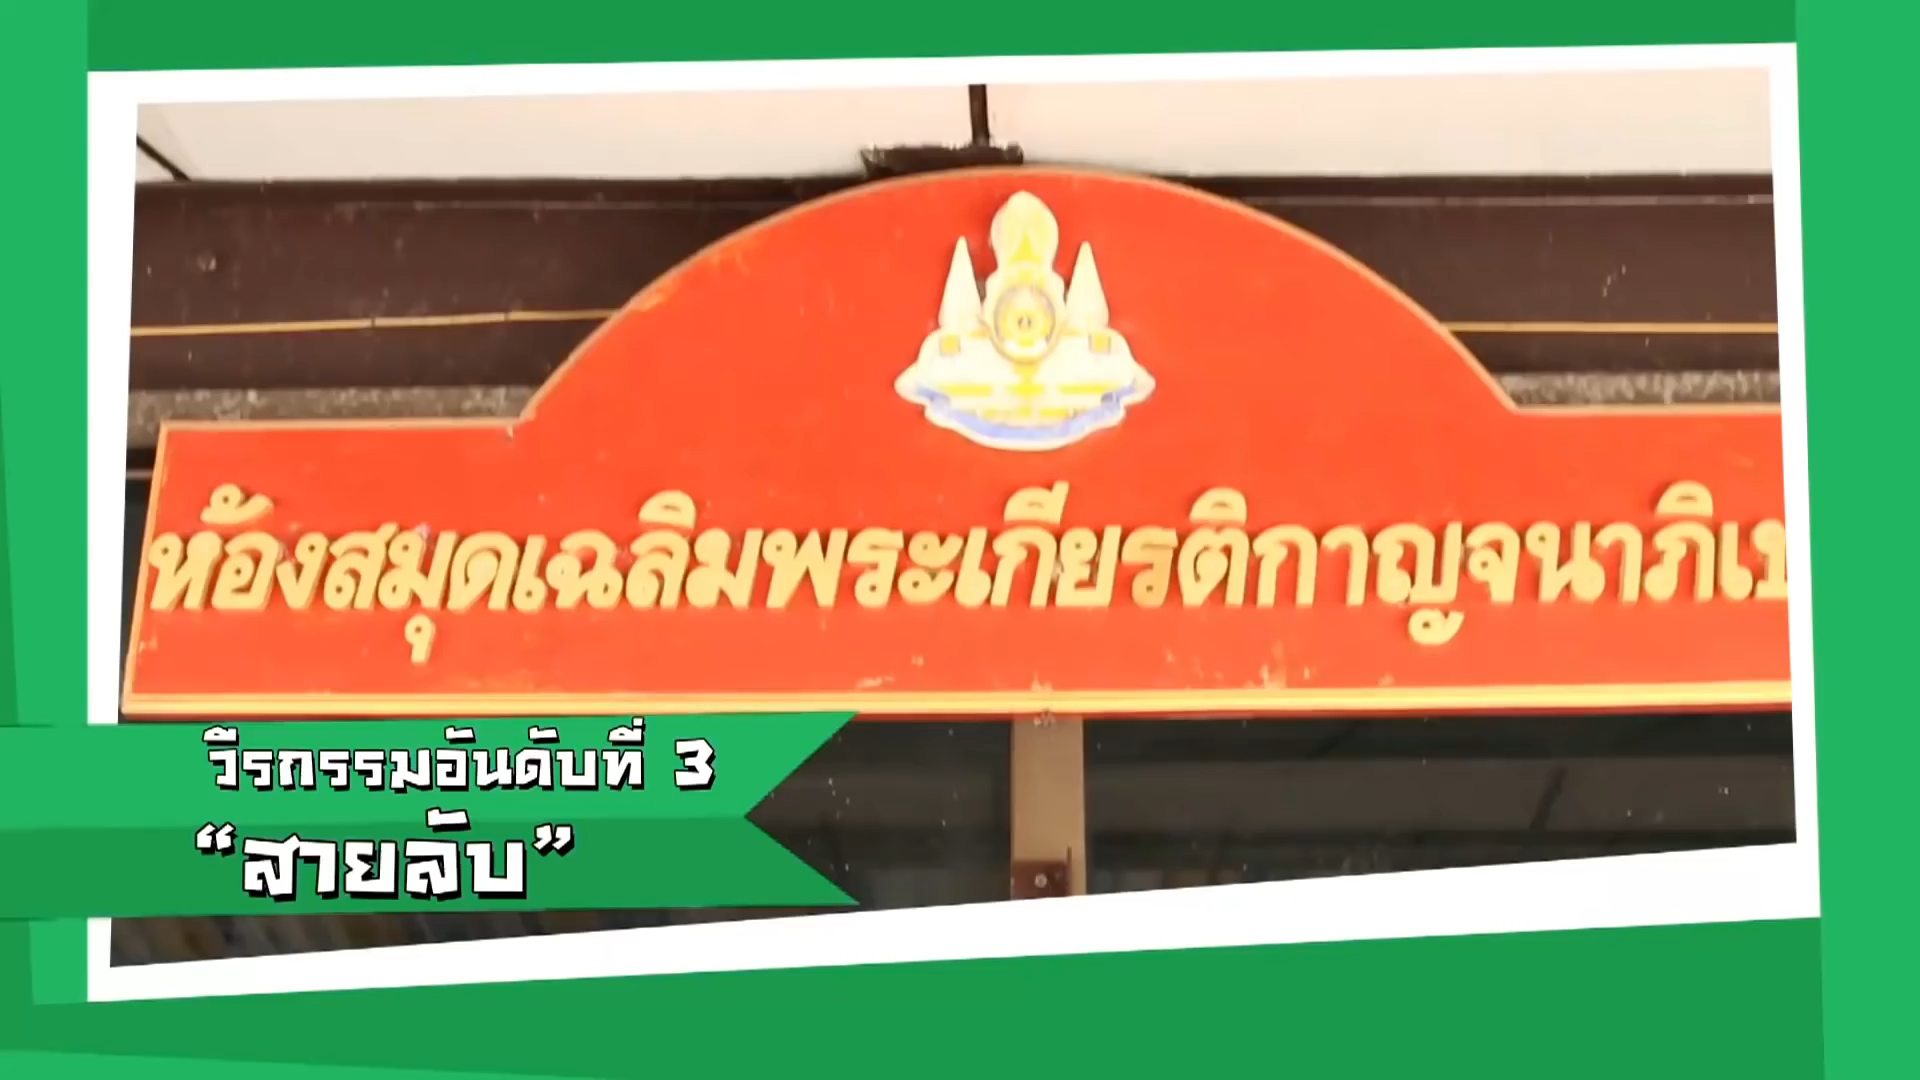 ห้องสมุดเฉลิมพระเกียรติกาญจนาภิเ
วีรกรรมอันดับที่ 3
“สายลับ”